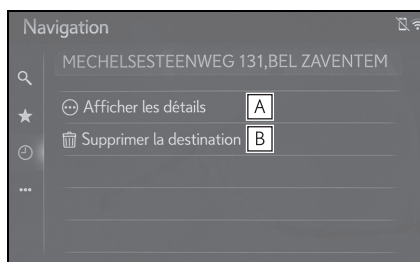 Navigation
MECHELSESTEENWEG 131,BEL ZAVENTEM
Afficher les détails A
Supprimer la destination B